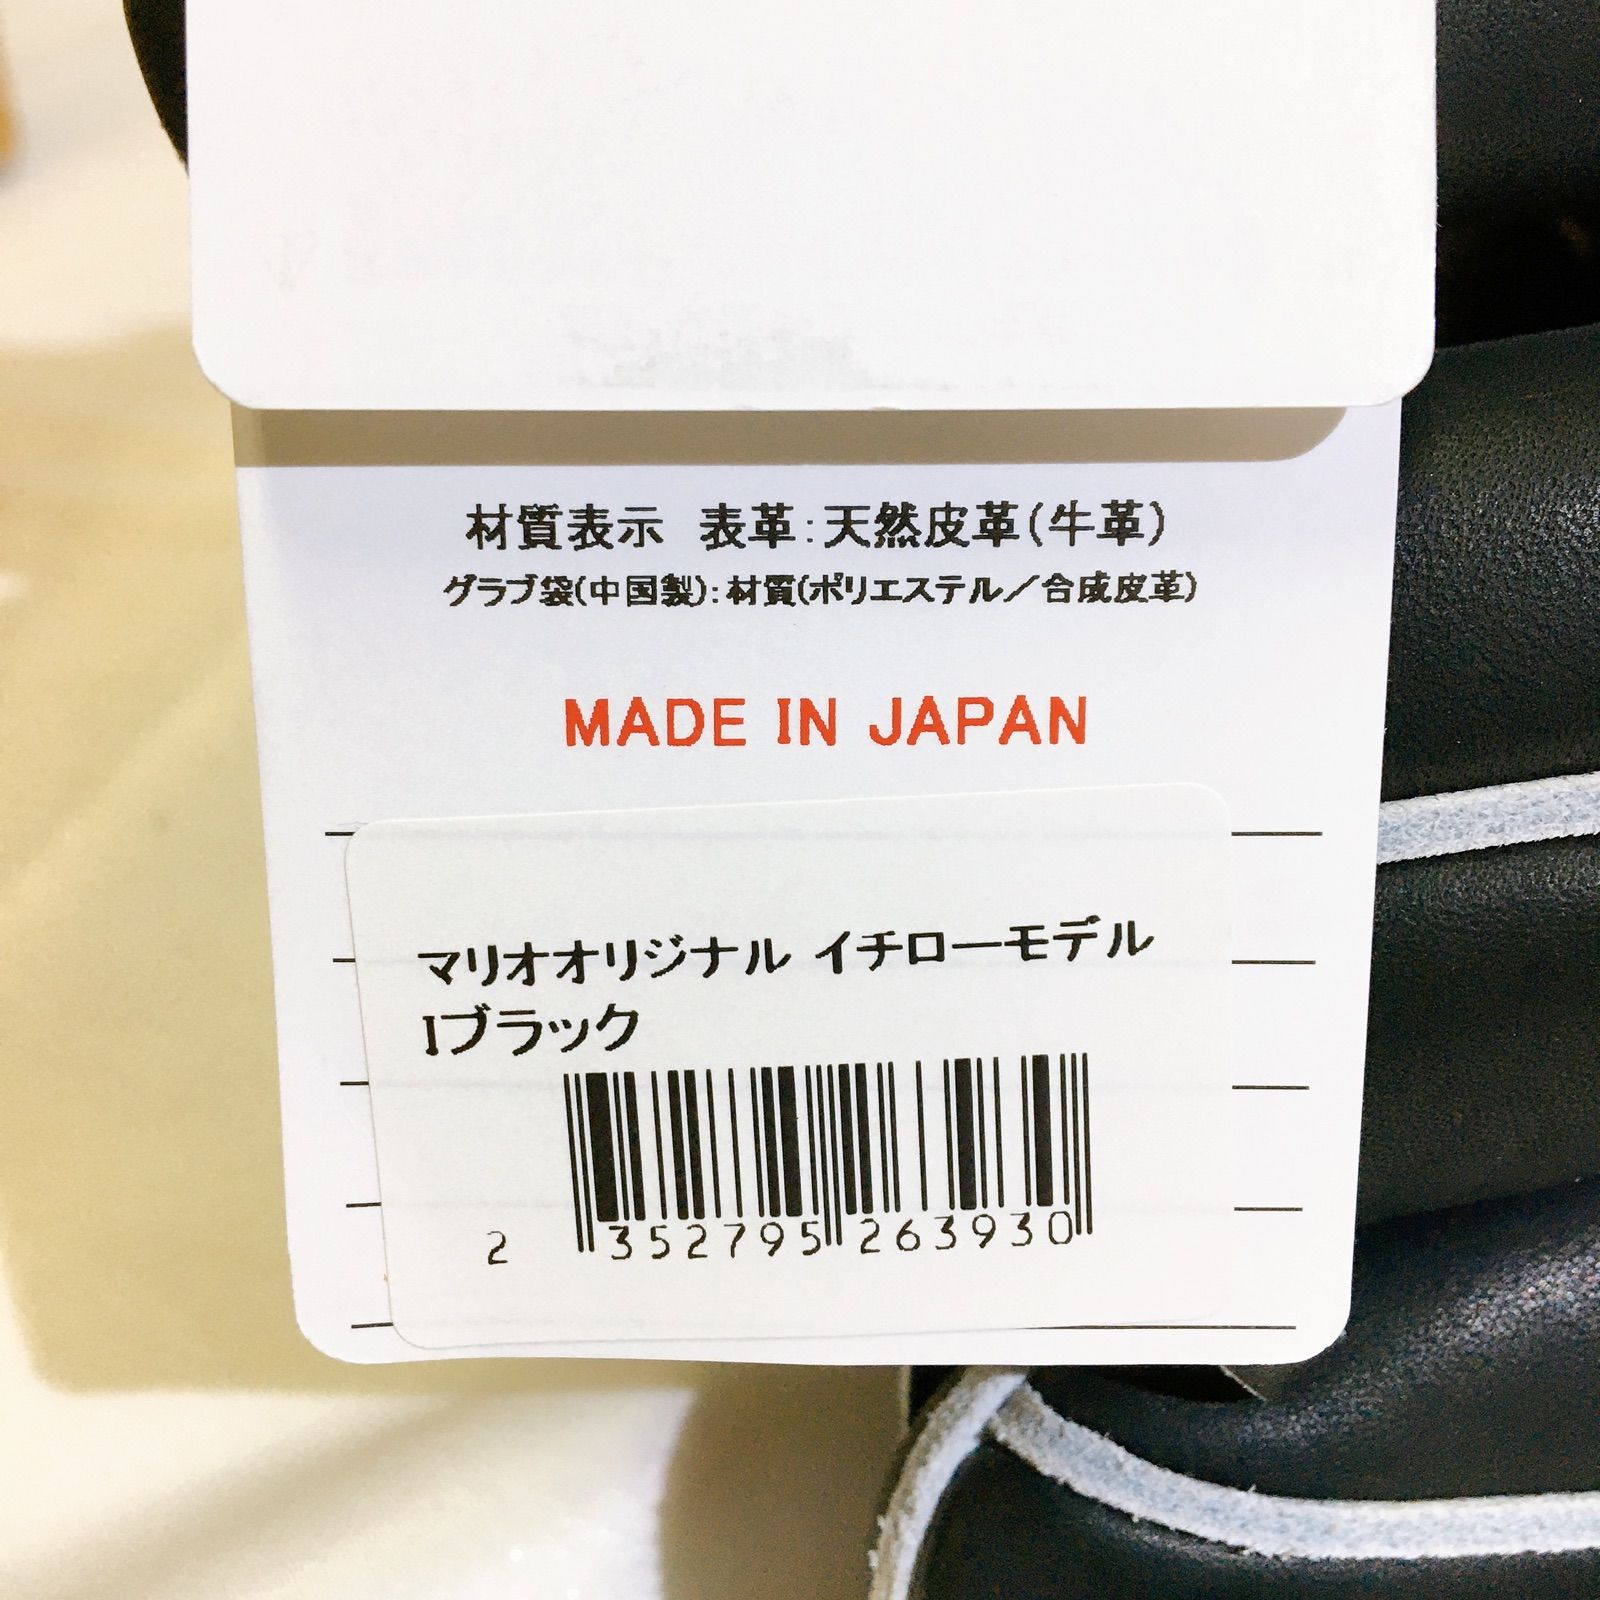 材質表示 表革：天然皮革（牛革）
グラブ袋（中国製）：材質（ポリエステル／合成皮革）
MADE IN JAPAN
マリオオリジナル イチローモデル
Iブラック
2 352795 263930